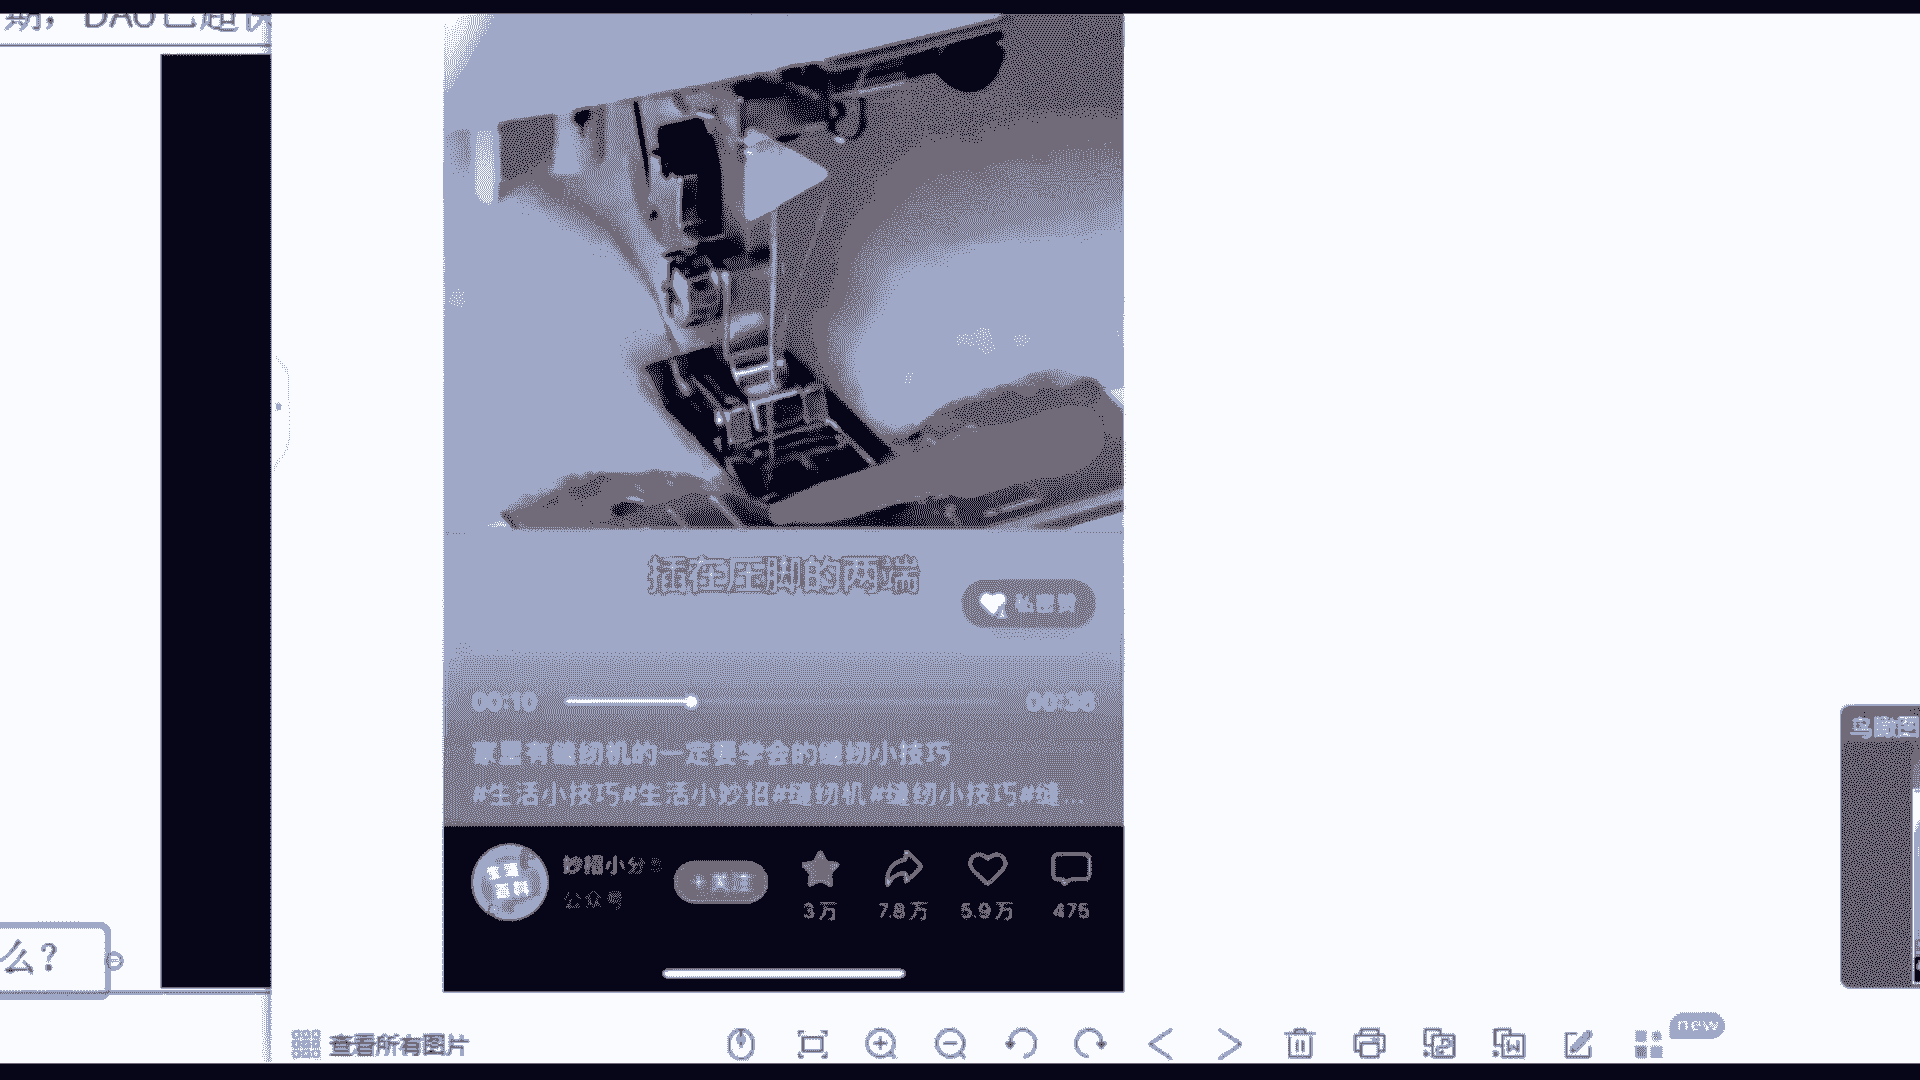 期，DAU已超
么？
插在压脚的两端
私密赞
00:10
00:36
家里有缝纫机的一定要学会的缝纫小技巧
#生活小技巧#生活小妙招#缝纫机#缝纫小技巧#缝...
妙招小分
公众号
+关注
3万
7.8万
5.9万
475
鸟瞰图
查看所有图片
new